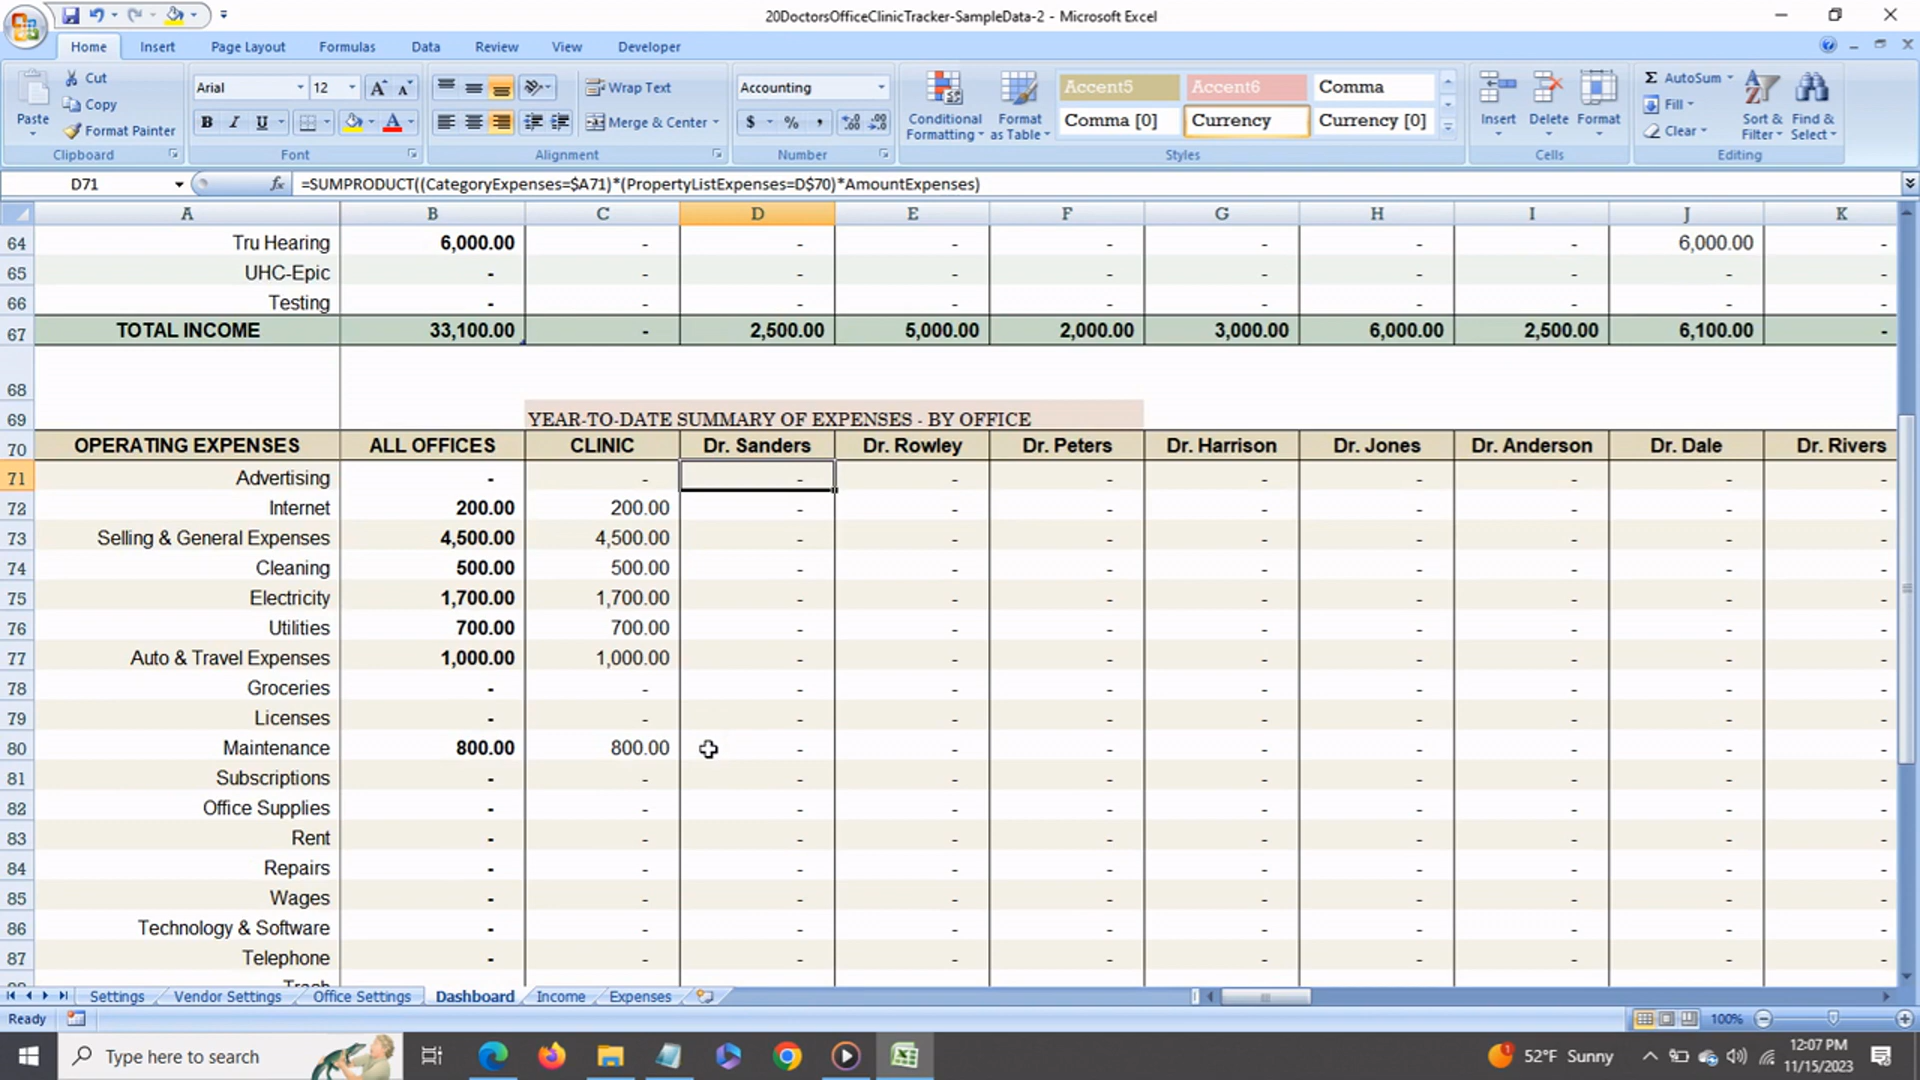 20DoctorsOfficeClinicTracker-SampleData-2 - Microsoft Excel
Home Insert Page Layout Formulas Data Review View Developer
Paste Cut Copy Format Painter Clipboard
Arial 12 B I U A Font
Wrap Text Merge & Center Alignment
Accounting $ % , Number
Conditional Formatting Format as Table
Accent5 Accent6 Comma
Comma [0] Currency Currency [0]
Styles
Insert Delete Format Cells
AutoSum Fill Clear Sort & Filter Find & Select Editing
D71 fx =SUMPRODUCT((CategoryExpenses=$A71)*(PropertyListExpenses=D$70)*AmountExpenses)
A B C D E F G H I J K
64 Tru Hearing 6,000.00 - - - - - - - 6,000.00 -
65 UHC-Epic - - - - - - - - - -
66 Testing - - - - - - - - - -
67 TOTAL INCOME 33,100.00 - 2,500.00 5,000.00 2,000.00 3,000.00 6,000.00 2,500.00 6,100.00 -
68
69 YEAR-TO-DATE SUMMARY OF EXPENSES - BY OFFICE
70 OPERATING EXPENSES ALL OFFICES CLINIC Dr. Sanders Dr. Rowley Dr. Peters Dr. Harrison Dr. Jones Dr. Anderson Dr. Dale Dr. Rivers
71 Advertising - - - - - - - - - -
72 Internet 200.00 200.00 - - - - - - - -
73 Selling & General Expenses 4,500.00 4,500.00 - - - - - - - -
74 Cleaning 500.00 500.00 - - - - - - - -
75 Electricity 1,700.00 1,700.00 - - - - - - - -
76 Utilities 700.00 700.00 - - - - - - - -
77 Auto & Travel Expenses 1,000.00 1,000.00 - - - - - - - -
78 Groceries - - - - - - - - - -
79 Licenses - - - - - - - - - -
80 Maintenance 800.00 800.00 - - - - - - - -
81 Subscriptions - - - - - - - - - -
82 Office Supplies - - - - - - - - - -
83 Rent - - - - - - - - - -
84 Repairs - - - - - - - - - -
85 Wages - - - - - - - - - -
86 Technology & Software - - - - - - - - - -
87 Telephone - - - - - - - - - -
Settings Vendor Settings Office Settings Dashboard Income Expenses
Ready 100%
Type here to search 52°F Sunny 12:07 PM
11/15/2023